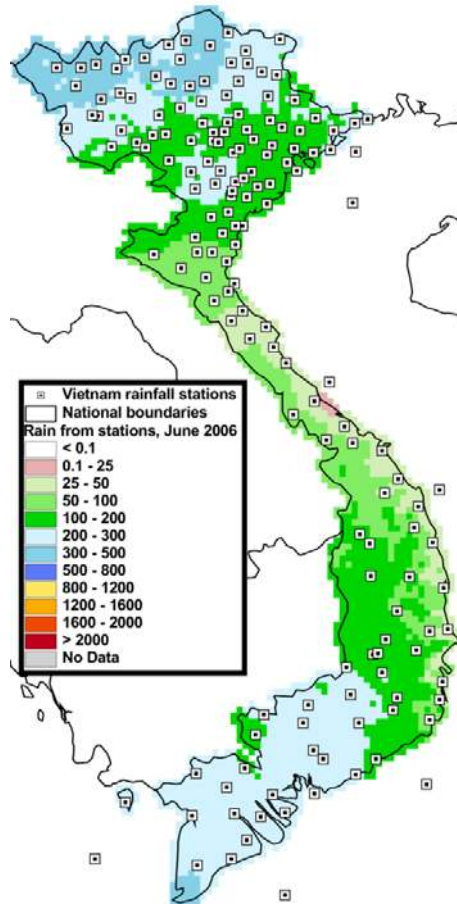 Vietnam rainfall stations
National boundaries
Rain from stations, June 2006
< 0.1
0.1 - 25
25 - 50
50 - 100
100 - 200
200 - 300
300 - 500
500 - 800
800 - 1200
1200 - 1600
1600 - 2000
> 2000
No Data